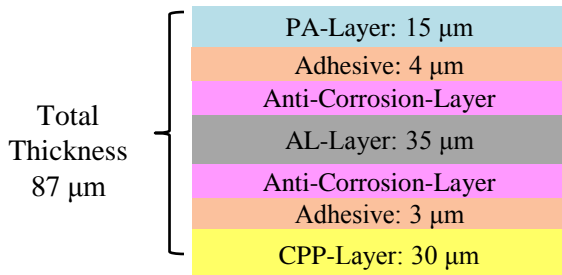 PA-Layer: 15 μm
Adhesive: 4 μm
Anti-Corrosion-Layer
AL-Layer: 35 μm
Anti-Corrosion-Layer
Adhesive: 3 μm
CPP-Layer: 30 μm
Total
Thickness
87 μm